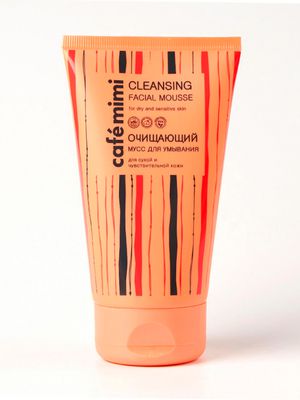 café mimi
CLEANSING
FACIAL MOUSSE
for dry and sensitive skin
ОЧИЩАЮЩИЙ
МУСС ДЛЯ УМЫВАНИЯ
для сухой и
чувствительной кожи